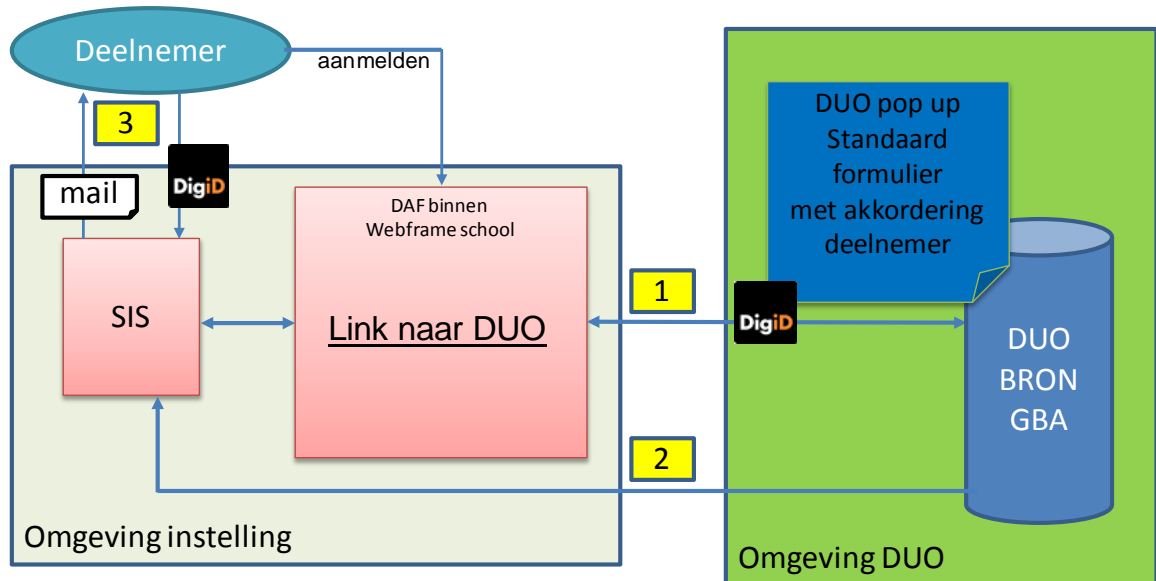 Deelnemer
aanmelden
3
DigiD
mail
DAF binnen
Webframe school
SIS
Link naar DUO
Omgeving instelling
1
2
DUO pop up
Standaard
formulier
met akkordering
deelnemer
DigiD
DUO
BRON
GBA
Omgeving DUO